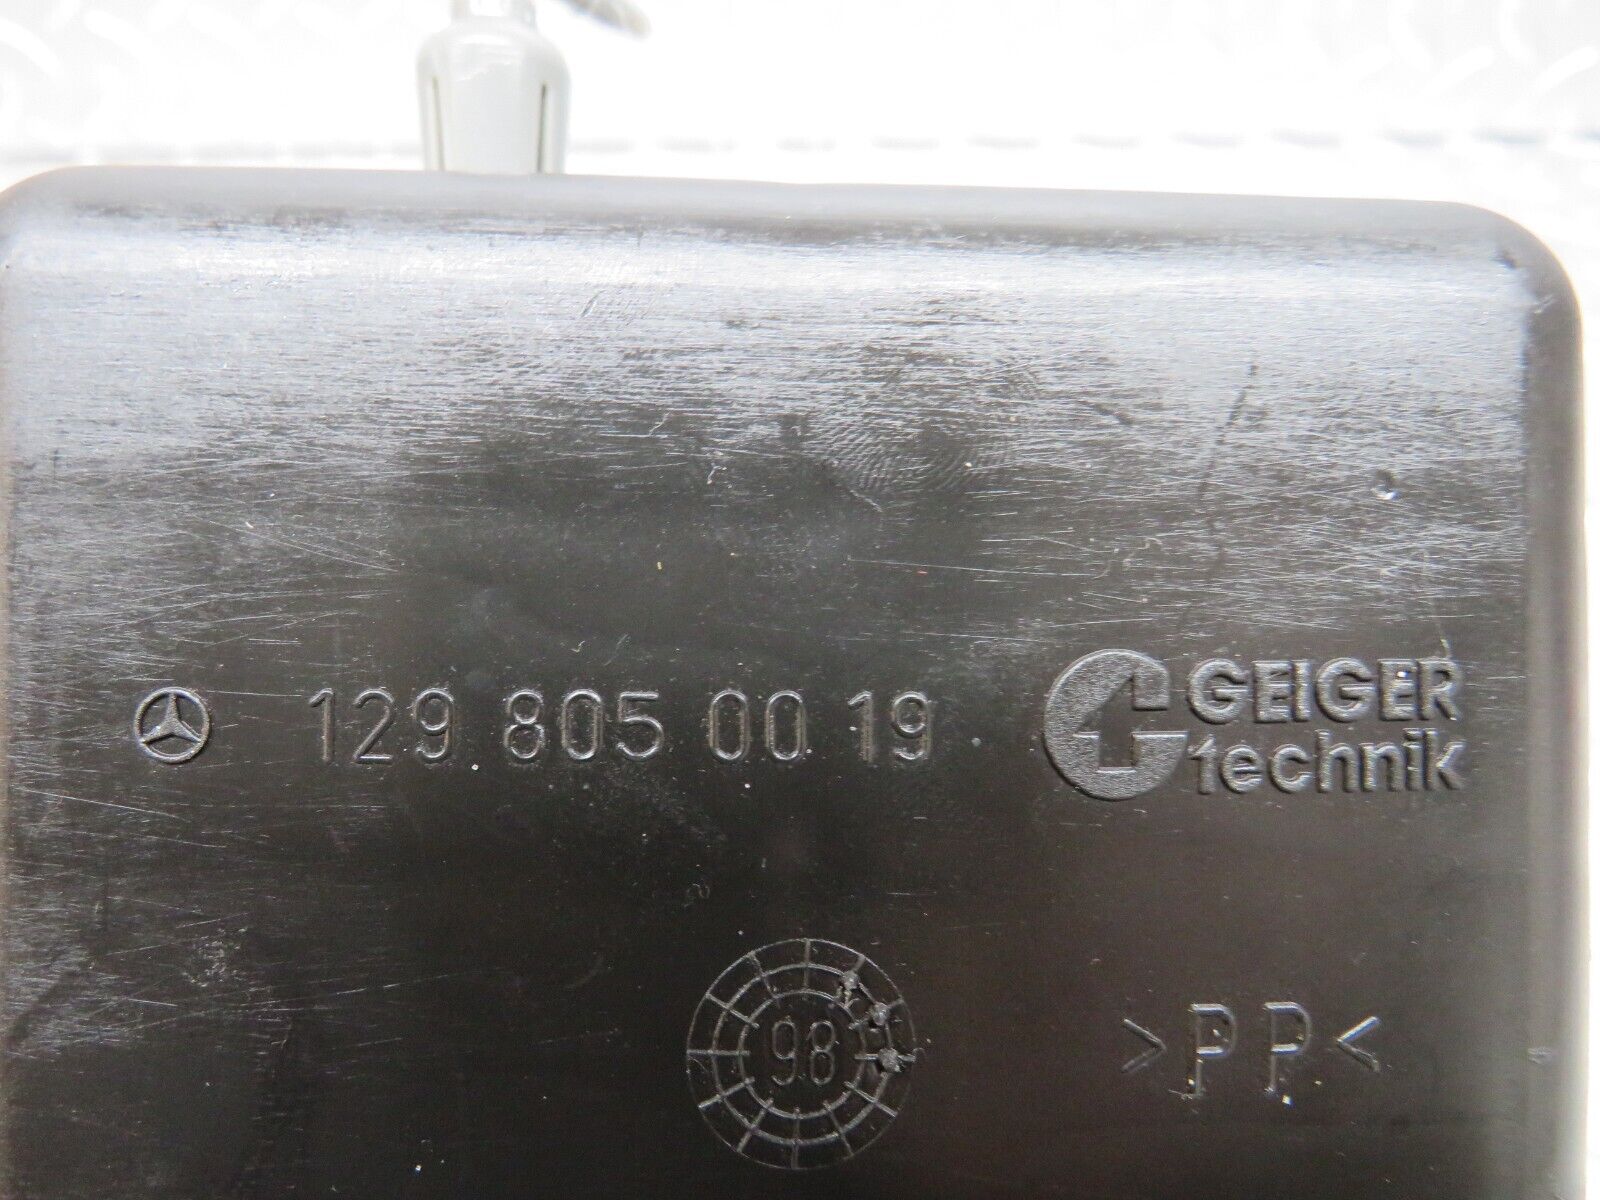 129 805 00 19
GEIGER
technik
98
>PP<